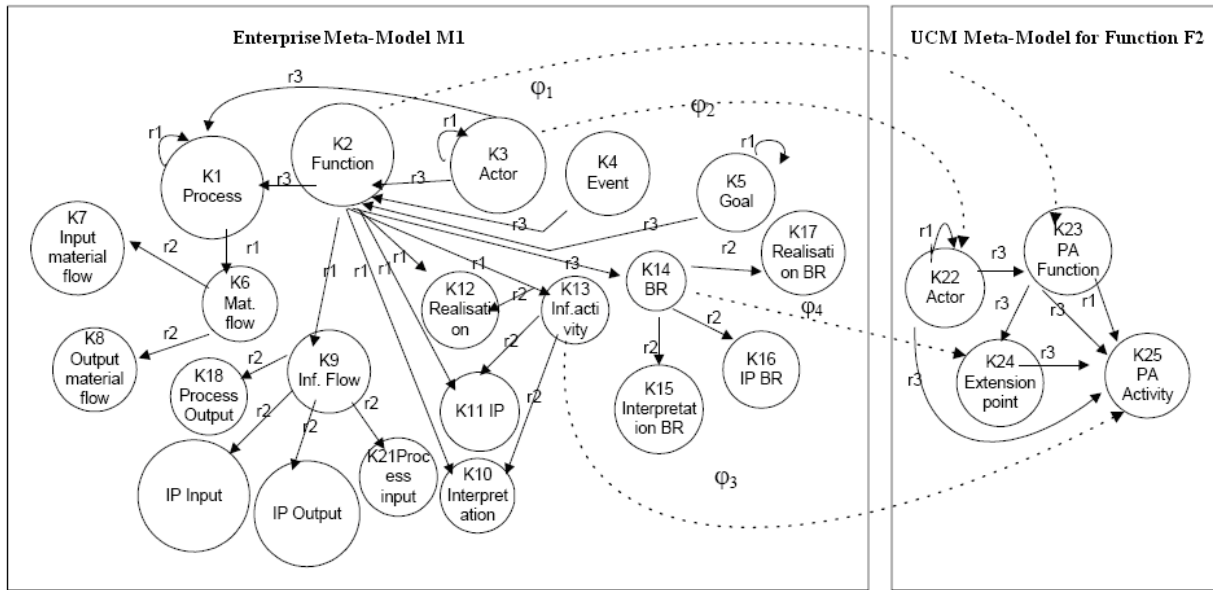 Enterprise Meta-Model M1
UCM Meta-Model for Function F2
r3
φ1
φ2
r1
K1
Process
K2
Function
r1
K3
Actor
K4
Event
r1
K5
Goal
r3
r3
r3
r3
K7
Input
material
flow
r2
r1
K6
Mat.
flow
r2
K8
Output
material
flow
r1
r1
r1
r1
r1
r1
r3
K12
Realisati
on
r2
K13
Inf.activ
ity
K14
BR
r2
K17
Realisati
on BR
φ4
r2
r2
K16
IP BR
K15
Interpretat
ion BR
K18
Process
Output
r2
K9
Inf. Flow
r2
r2
r2
r2
r2
K11 IP
K10
Interpret
ation
K21Proc
ess
input
IP Input
IP Output
φ3
r1
K22
Actor
r3
K23
PA
Function
r3
r3
r1
K24
Extension
point
r3
K25
PA
Activity
r3